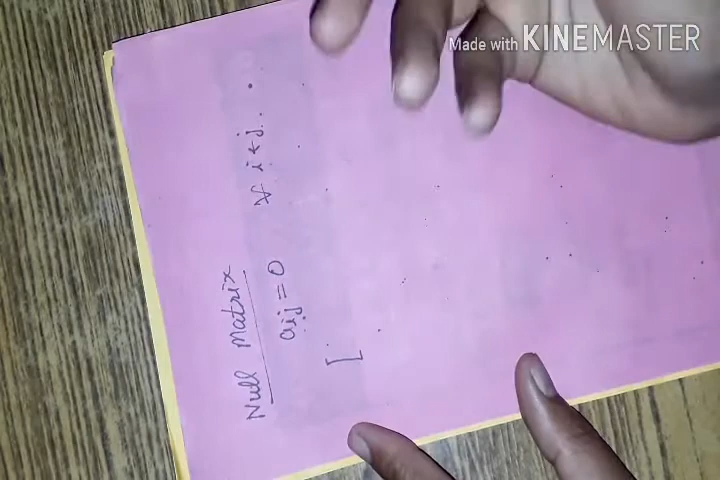 Made with KINEMASTER
Null Matrix
aij = 0 ∀ i & j.
[